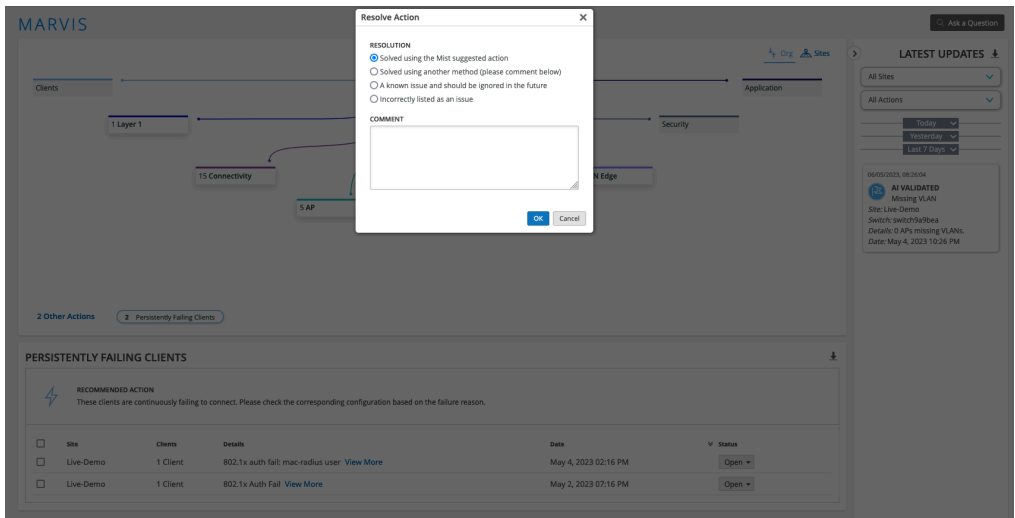 MARVIS
Ask a Question
Org
Sites
LATEST UPDATES
All Sites
All Actions
Today
Yesterday
Last 7 Days
06/05/2023, 08:26:04
AI VALIDATED
Missing VLAN
Site: Live-Demo
Switch: switch9a9bea
Details: 0 APs missing VLANs.
Date: May 4, 2023 10:26 PM
Resolve Action
RESOLUTION
Solved using the Mist suggested action
Solved using another method (please comment below)
A known issue and should be ignored in the future
Incorrectly listed as an issue
COMMENT
OK
Cancel
Clients
Application
1 Layer 1
Security
15 Connectivity
N Edge
5 AP
2 Other Actions
2 Persistently Failing Clients
PERSISTENTLY FAILING CLIENTS
RECOMMENDED ACTION
These clients are continuously failing to connect. Please check the corresponding configuration based on the failure reason.
Site Clients Details Date Status
Live-Demo 1 Client 802.1x auth fail: mac-radius user View More May 4, 2023 02:16 PM Open
Live-Demo 1 Client 802.1x Auth Fail View More May 2, 2023 07:16 PM Open